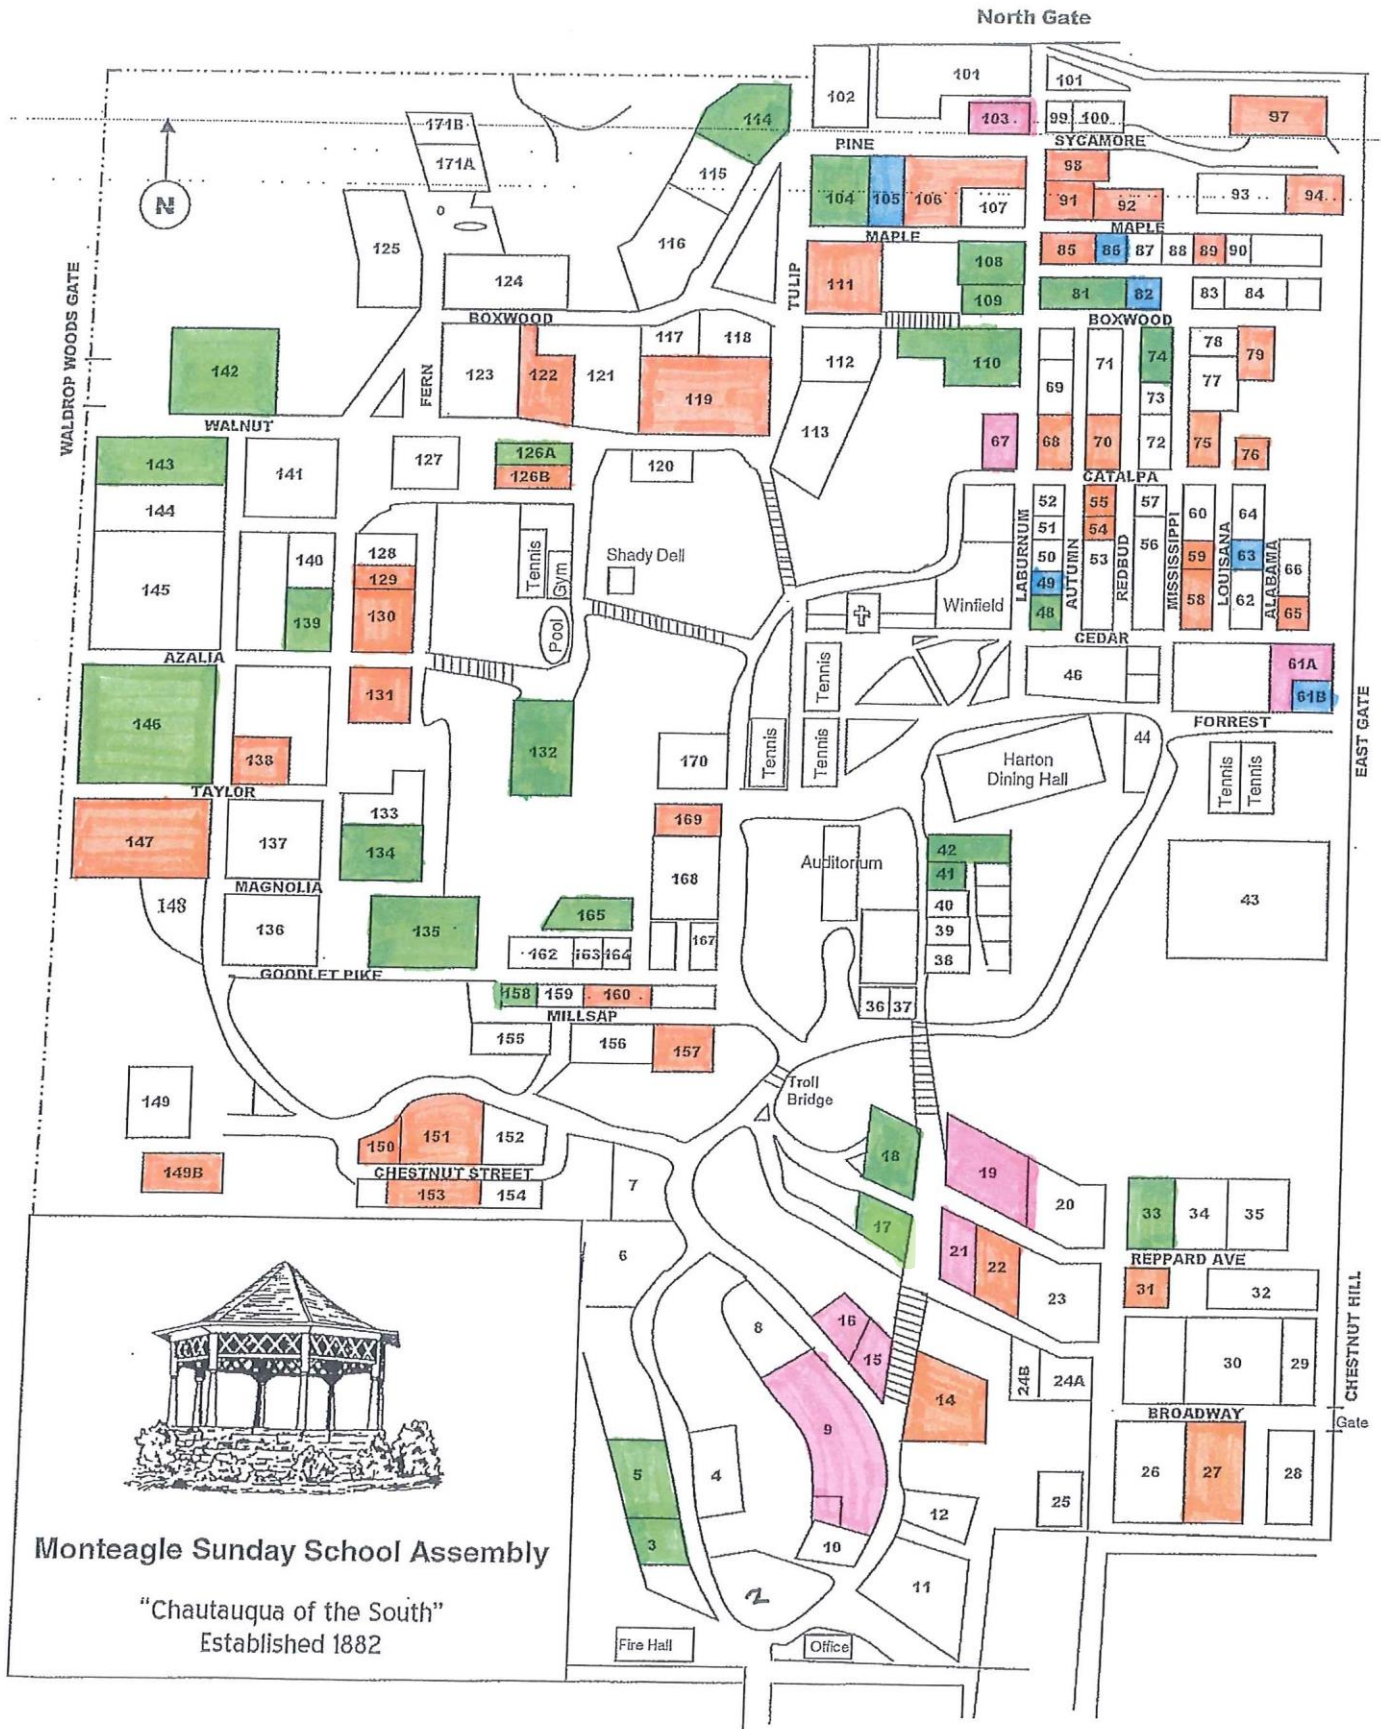 North Gate
102
101
101
103
99
100
97
171B
114
PINE
SYCAMORE
171A
115
98
104
105
106
107
91
92
93
94
N
0
125
116
MAPLE
MAPLE
85
86
87
88
89
90
108
124
TULIP
111
109
81
82
83
84
WALDROP WOODS GATE
BOXWOOD
BOXWOOD
117
118
112
110
71
74
78
79
142
FERN
123
122
121
119
69
73
77
WALNUT
113
67
68
70
72
75
76
143
141
127
126A
126B
120
CATALPA
144
52
55
57
60
64
51
54
140
128
Tennis
Gym
Shady Dell
LABURNUM
50
AUTUMN
53
REDBUD
56
MISSISSIPPI
59
LOUISANA
63
ALABAMA
66
145
129
49
139
130
Pool
Winfield
48
58
62
65
CEDAR
AZALIA
61A
131
Tennis
46
61B
146
132
FORREST
EAST GATE
138
170
Tennis
Tennis
Harton
Dining Hall
44
Tennis
Tennis
TAYLOR
133
147
137
134
169
Auditorium
42
41
MAGNOLIA
168
40
43
148
136
135
165
39
162
163
164
167
38
GOODLET PIKE
158
159
160
36
37
MILLSAP
155
156
157
Troll
Bridge
149
150
151
152
18
19
149B
CHESTNUT STREET
153
154
7
20
33
34
35
17
6
21
22
REPPARD AVE
31
32
23
CHESTNUT HILL
8
16
15
24B
24A
30
29
14
BROADWAY
Gate
9
5
4
26
27
28
25
12
3
10
2
11
Monteagle Sunday School Assembly
"Chautauqua of the South"
Established 1882
Fire Hall
Office